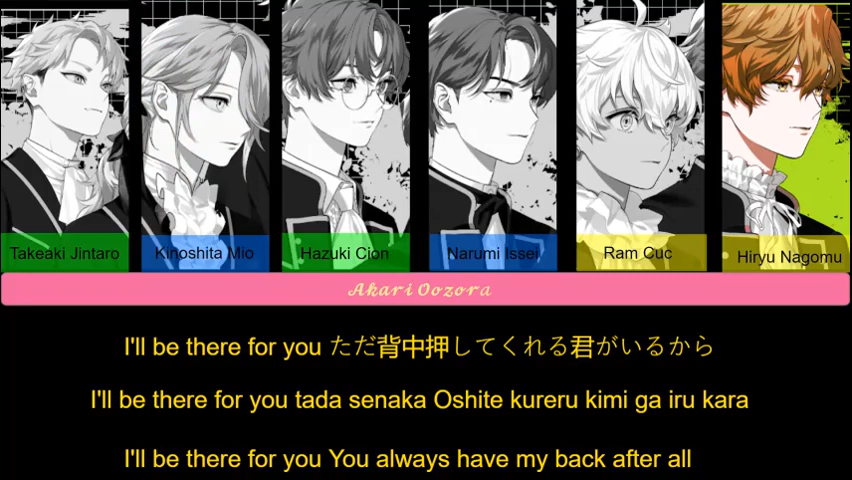 Takeaki Jintaro
Kinoshita Mio
Hazuki Cion
Narumi Issei
Ram Cuc
Hiryu Nagomu
Akari Oozora
I'll be there for you ただ背中押してくれる君がいるから
I'll be there for you tada senaka Oshite kureru kimi ga iru kara
I'll be there for you You always have my back after all